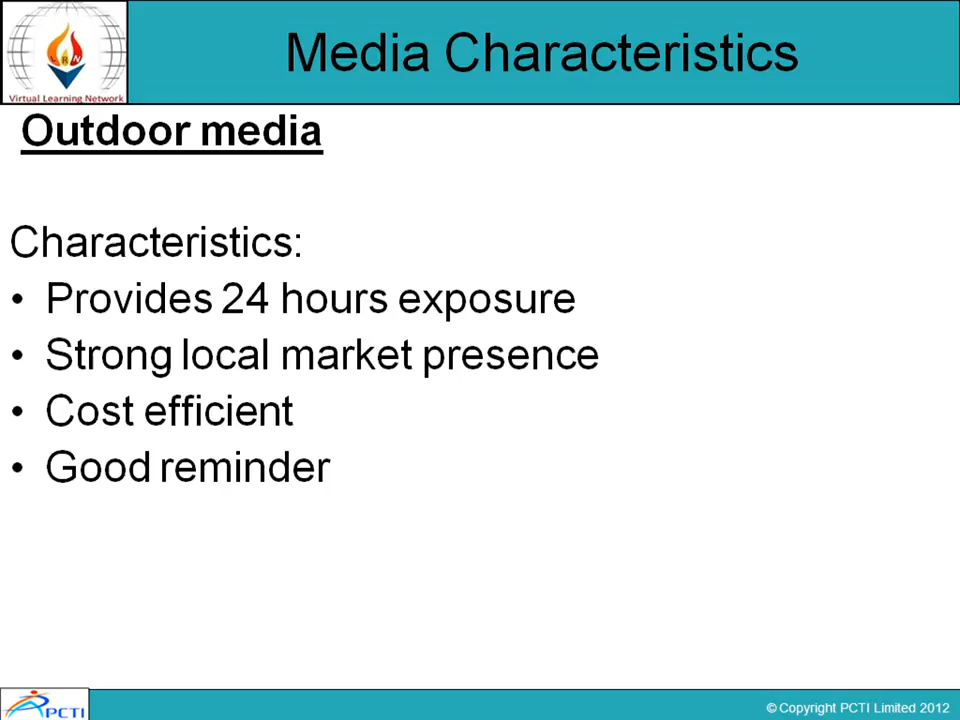 Media Characteristics
Virtual Learning Network
Outdoor media
Characteristics:
• Provides 24 hours exposure
• Strong local market presence
• Cost efficient
• Good reminder
PCTI
© Copyright PCTI Limited 2012